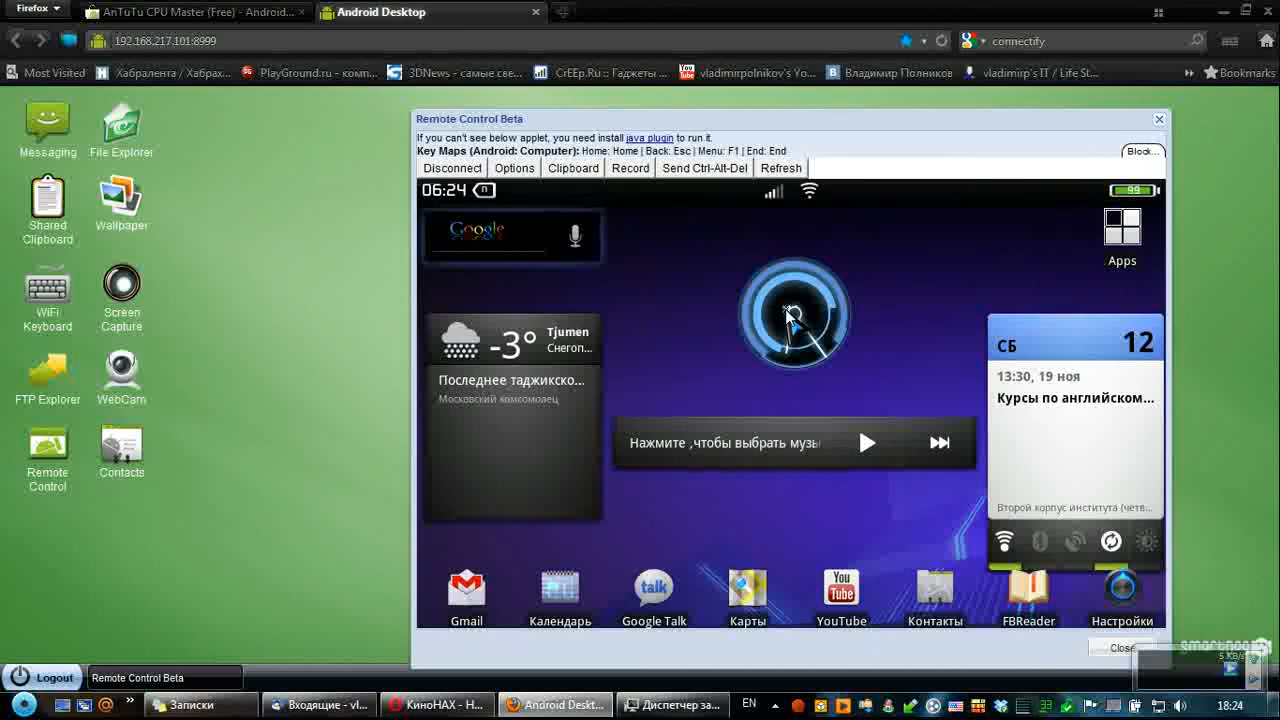 Firefox
AnTuTu CPU Master (Free) - Android...
Android Desktop
192.168.217.101:8999
connectify
Most Visited
Хабралента / Хабрах...
PlayGround.ru - комп...
3DNews - самые све...
CrEEp.Ru :: Гаджеты ...
vladimirpolnikov's Yo...
Владимир Полников
vladimir's IT / Life St...
Bookmarks
Messaging
File Explorer
Shared Clipboard
Wallpaper
WiFi Keyboard
Screen Capture
FTP Explorer
WebCam
Remote Control
Contacts
Remote Control Beta
If you can't see below applet, you need install java plugin to run it.
Key Maps (Android: Computer): Home: Home | Back: Esc | Menu: F1 | End: End
Block...
Disconnect
Options
Clipboard
Record
Send Ctrl-Alt-Del
Refresh
06:24
99
Google
Apps
-3°
Tjumen
Снегоп...
Последнее таджикско...
Московский комсомолец
СБ
12
13:30, 19 ноя
Курсы по английском...
Нажмите ,чтобы выбрать музы
Второй корпус института (четв...
Gmail
Календарь
Google Talk
Карты
YouTube
Контакты
FBReader
Настройки
Close
5 KB/s
Logout
Remote Control Beta
Записки
Входящие - vl...
КиноНАХ - H...
Android Deskt...
Диспетчер за...
EN
33
18:24